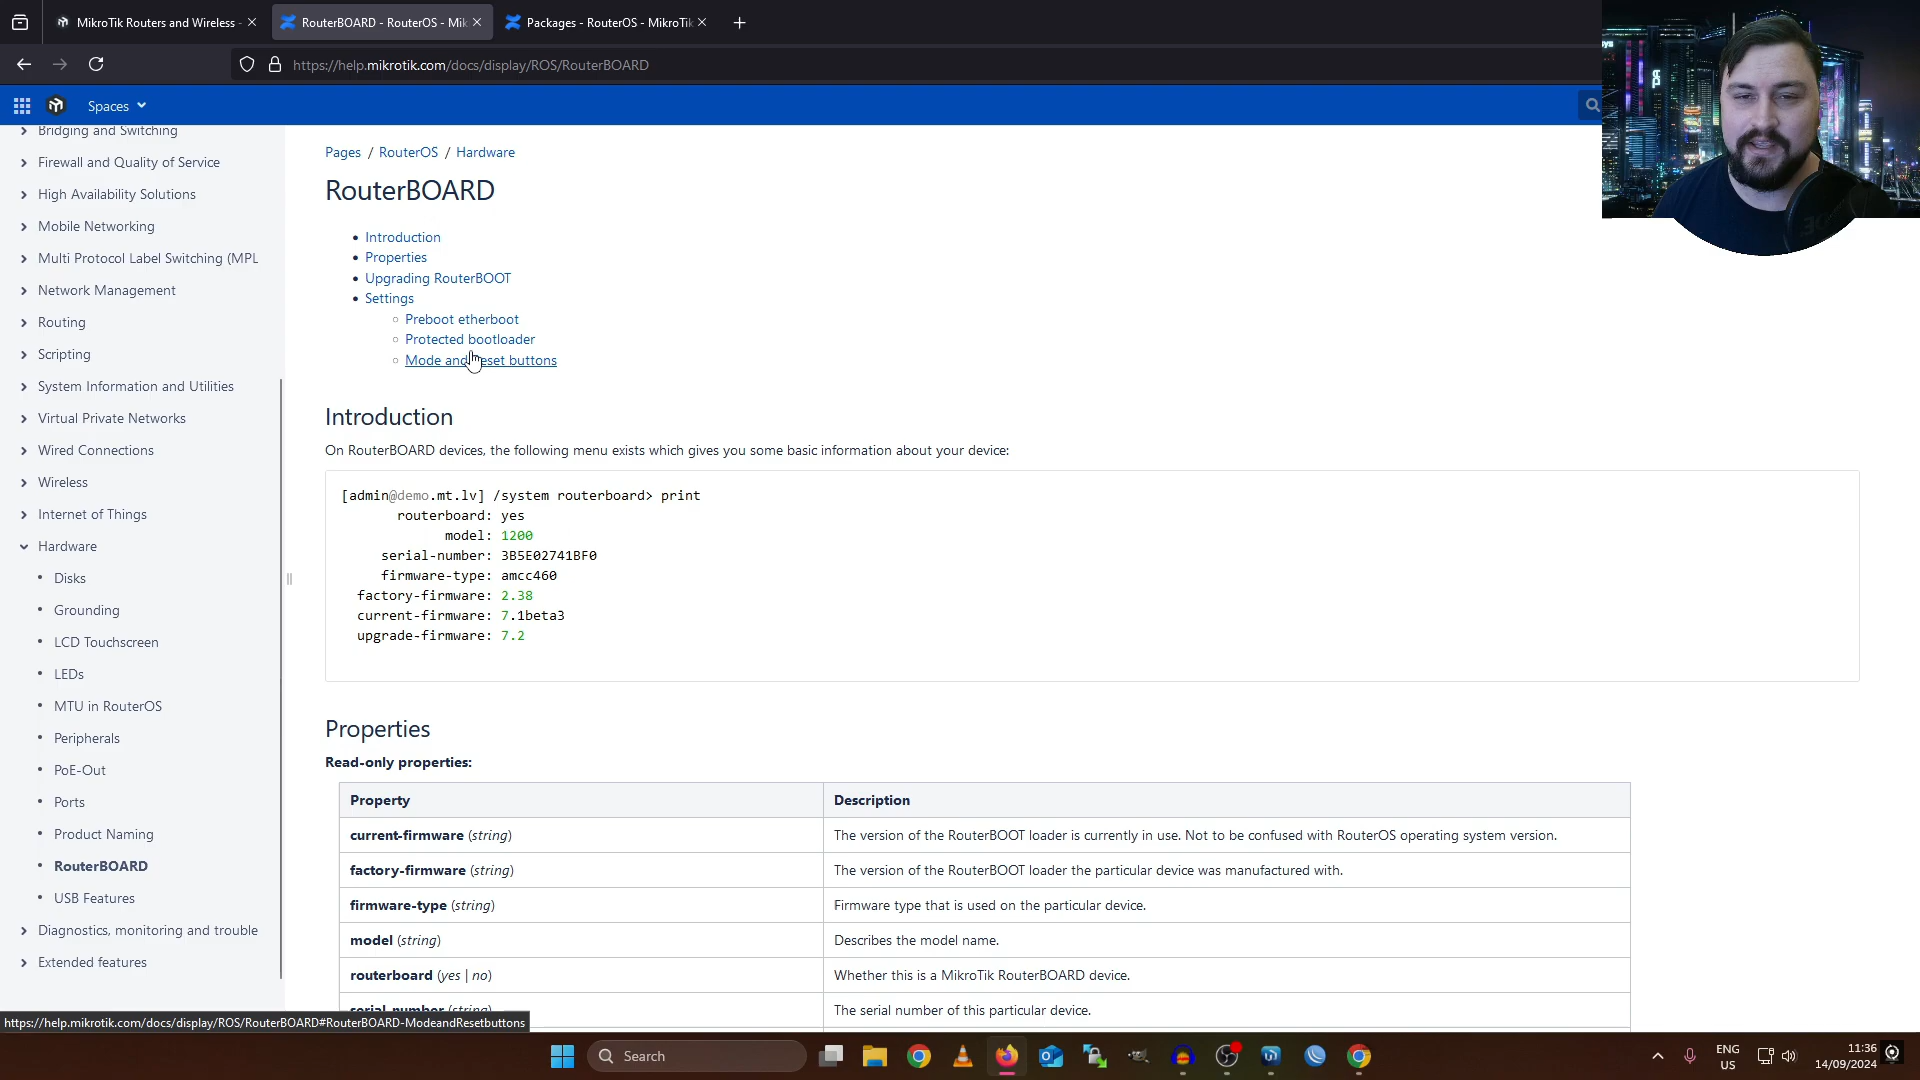 MikroTik Routers and Wireless -
RouterBOARD - RouterOS - Mik
Packages - RouterOS - MikroTik
https://help.mikrotik.com/docs/display/ROS/RouterBOARD
Spaces
Bridging and Switching
Firewall and Quality of Service
High Availability Solutions
Mobile Networking
Multi Protocol Label Switching (MPL
Network Management
Routing
Scripting
System Information and Utilities
Virtual Private Networks
Wired Connections
Wireless
Internet of Things
Hardware
Disks
Grounding
LCD Touchscreen
LEDs
MTU in RouterOS
Peripherals
PoE-Out
Ports
Product Naming
RouterBOARD
USB Features
Diagnostics, monitoring and trouble
Extended features
Pages / RouterOS / Hardware
RouterBOARD
• Introduction
• Properties
• Upgrading RouterBOOT
• Settings
○ Preboot etherboot
○ Protected bootloader
○ Mode and reset buttons
Introduction
On RouterBOARD devices, the following menu exists which gives you some basic information about your device:
[admin@demo.mt.lv] /system routerboard> print
routerboard: yes
model: 1200
serial-number: 3B5E02741BF0
firmware-type: amcc460
factory-firmware: 2.38
current-firmware: 7.1beta3
upgrade-firmware: 7.2
Properties
Read-only properties:
Property Description
current-firmware (string) The version of the RouterBOOT loader is currently in use. Not to be confused with RouterOS operating system version.
factory-firmware (string) The version of the RouterBOOT loader the particular device was manufactured with.
firmware-type (string) Firmware type that is used on the particular device.
model (string) Describes the model name.
routerboard (yes | no) Whether this is a MikroTik RouterBOARD device.
serial-number (string) The serial number of this particular device.
https://help.mikrotik.com/docs/display/ROS/RouterBOARD#RouterBOARD-ModeandResetbuttons
Search
ENG
US
11:36
14/09/2024